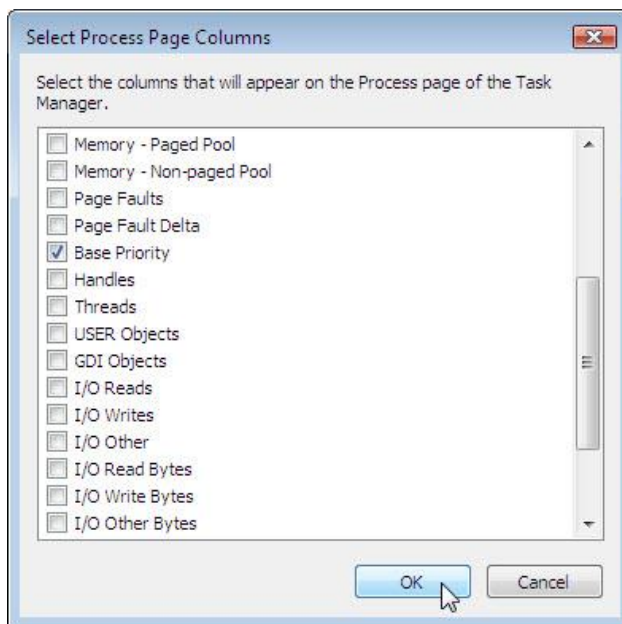 Select Process Page Columns
Select the columns that will appear on the Process page of the Task
Manager.
Memory - Paged Pool
Memory - Non-paged Pool
Page Faults
Page Fault Delta
Base Priority
Handles
Threads
USER Objects
GDI Objects
I/O Reads
I/O Writes
I/O Other
I/O Read Bytes
I/O Write Bytes
I/O Other Bytes
OK Cancel